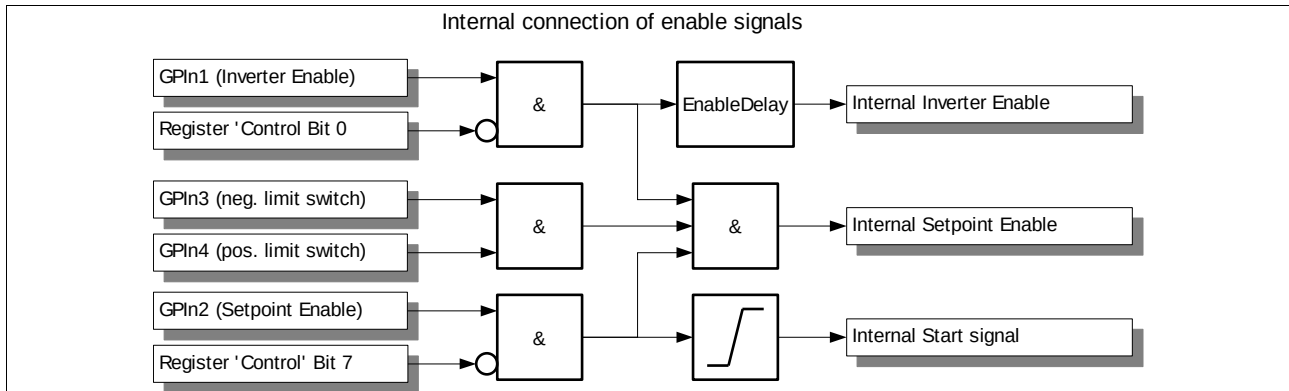 Internal connection of enable signals
GPIn1 (Inverter Enable)
&
EnableDelay
Internal Inverter Enable
Register 'Control Bit 0
GPIn3 (neg. limit switch)
&
&
Internal Setpoint Enable
GPIn4 (pos. limit switch)
GPIn2 (Setpoint Enable)
&
Internal Start signal
Register 'Control' Bit 7